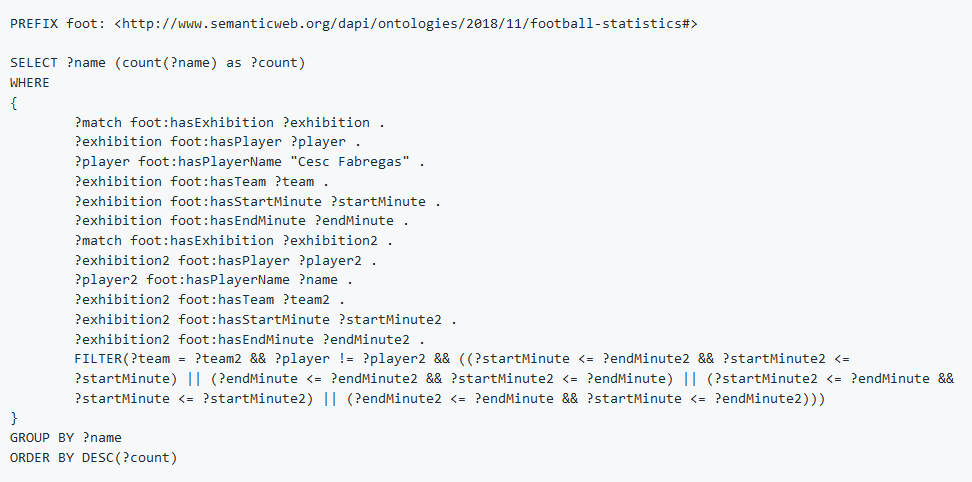 PREFIX foot: <http://www.semanticweb.org/dapi/ontologies/2018/11/football-statistics#>
SELECT ?name (count(?name) as ?count)
WHERE
{
?match foot:hasExhibition ?exhibition .
?exhibition foot:hasPlayer ?player .
?player foot:hasPlayerName "Cesc Fabregas" .
?exhibition foot:hasTeam ?team .
?exhibition foot:hasStartMinute ?startMinute .
?exhibition foot:hasEndMinute ?endMinute .
?match foot:hasExhibition ?exhibition2 .
?exhibition2 foot:hasPlayer ?player2 .
?player2 foot:hasPlayerName ?name .
?exhibition2 foot:hasTeam ?team2 .
?exhibition2 foot:hasStartMinute ?startMinute2 .
?exhibition2 foot:hasEndMinute ?endMinute2 .
FILTER(?team = ?team2 && ?player != ?player2 && ((?startMinute <= ?endMinute2 && ?startMinute2 <=
?startMinute) || (?endMinute <= ?endMinute2 && ?startMinute2 <= ?endMinute) || (?startMinute2 <= ?endMinute &&
?startMinute <= ?startMinute2) || (?endMinute2 <= ?endMinute && ?startMinute <= ?endMinute2)))
}
GROUP BY ?name
ORDER BY DESC(?count)